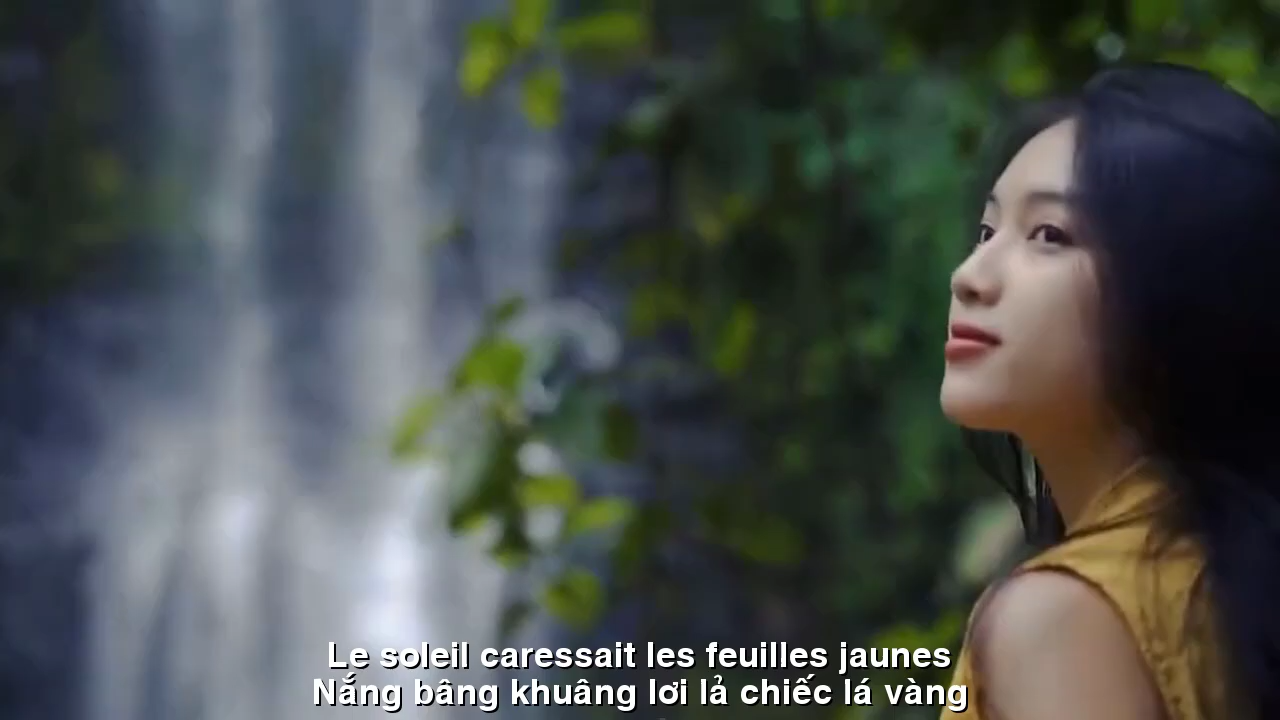 Le soleil caressait les feuilles jaunes
Nắng bâng khuâng lơi lả chiếc lá vàng